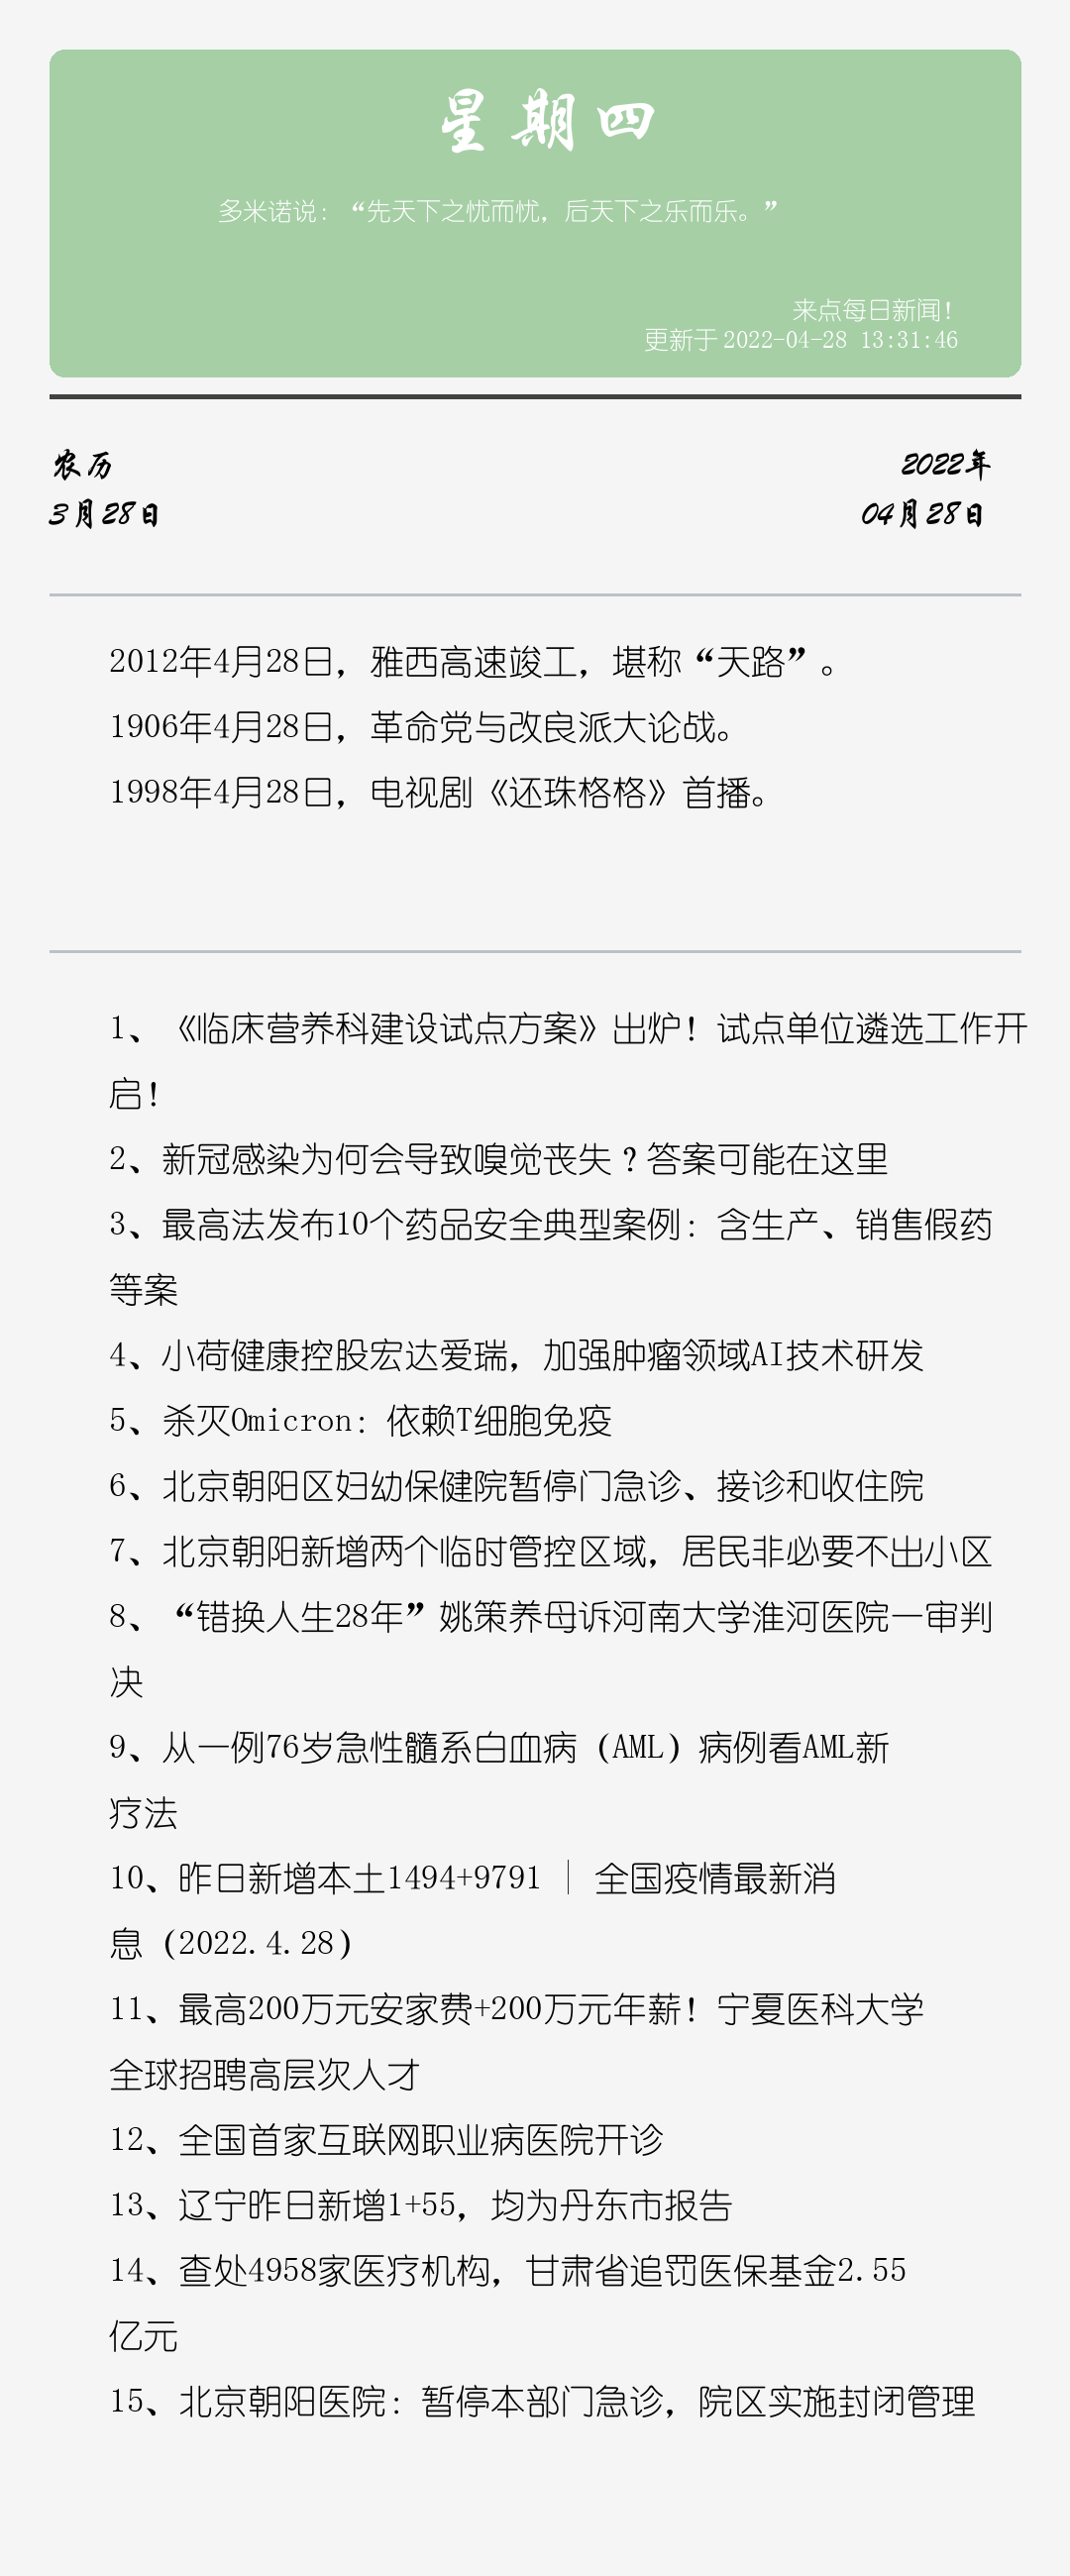 星期四
多米诺说：“先天下之忧而忧，后天下之乐而乐。”
来点每日新闻！
更新于 2022-04-28 13:31:46
农历
3月28日
2022年
04月28日
2012年4月28日，雅西高速竣工，堪称“天路”。
1906年4月28日，革命党与改良派大论战。
1998年4月28日，电视剧《还珠格格》首播。
1、《临床营养科建设试点方案》出炉！试点单位遴选工作开
启！
2、新冠感染为何会导致嗅觉丧失？答案可能在这里
3、最高法发布10个药品安全典型案例：含生产、销售假药
等案
4、小荷健康控股宏达爱瑞，加强肿瘤领域AI技术研发
5、杀灭Omicron：依赖T细胞免疫
6、北京朝阳区妇幼保健院暂停门急诊、接诊和收住院
7、北京朝阳新增两个临时管控区域，居民非必要不出小区
8、“错换人生28年”姚策养母诉河南大学淮河医院一审判
决
9、从一例76岁急性髓系白血病（AML）病例看AML新
疗法
10、昨日新增本土1494+9791 | 全国疫情最新消
息（2022.4.28）
11、最高200万元安家费+200万元年薪！宁夏医科大学
全球招聘高层次人才
12、全国首家互联网职业病医院开诊
13、辽宁昨日新增1+55，均为丹东市报告
14、查处4958家医疗机构，甘肃省追罚医保基金2.55
亿元
15、北京朝阳医院：暂停本部门急诊，院区实施封闭管理